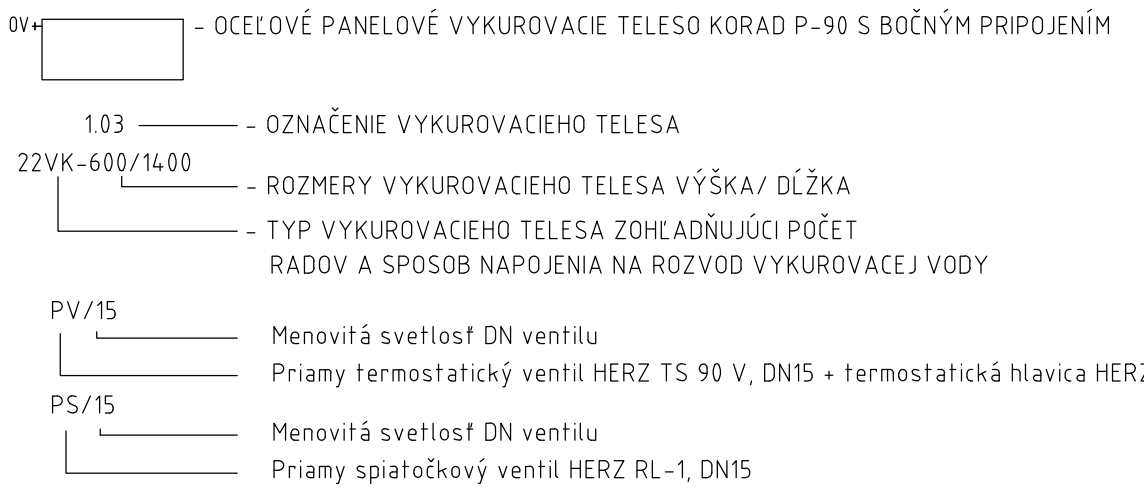 OV
- OCEĽOVÉ PANELOVÉ VYKUROVACIE TELESO KORAD P-90 S BOČNÝM PRIPOJENÍM
1.03 - OZNAČENIE VYKUROVACIEHO TELESA
22VK-600/1400
- ROZMERY VYKUROVACIEHO TELESA VÝŠKA/ DĹŽKA
- TYP VYKUROVACIEHO TELESA ZOHĽADŇUJÚCI POČET
RADOV A SPOSOB NAPOJENIA NA ROZVOD VYKUROVACEJ VODY
PV/15
Menovitá svetlosť DN ventilu
Priamy termostatický ventil HERZ TS 90 V, DN15 + termostatická hlavica HERZ
PS/15
Menovitá svetlosť DN ventilu
Priamy spiatočkový ventil HERZ RL-1, DN15